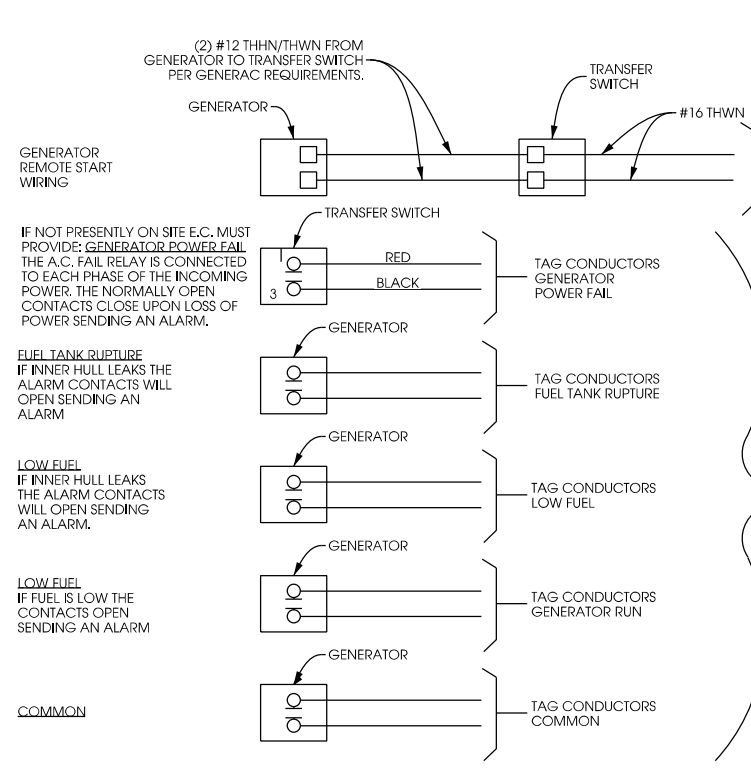 (2) #12 THHN/THWN FROM
GENERATOR TO TRANSFER SWITCH
PER GENERAC REQUIREMENTS.
TRANSFER
SWITCH
GENERATOR
#16 THWN
GENERATOR
REMOTE START
WIRING
TRANSFER SWITCH
IF NOT PRESENTLY ON SITE E.C. MUST
PROVIDE: GENERATOR POWER FAIL
THE A.C. FAIL RELAY IS CONNECTED
TO EACH PHASE OF THE INCOMING
POWER. THE NORMALLY OPEN
CONTACTS CLOSE UPON LOSS OF
POWER SENDING AN ALARM.
1
3
RED
BLACK
TAG CONDUCTORS
GENERATOR
POWER FAIL
GENERATOR
FUEL TANK RUPTURE
IF INNER HULL LEAKS THE
ALARM CONTACTS WILL
OPEN SENDING AN
ALARM
TAG CONDUCTORS
FUEL TANK RUPTURE
GENERATOR
LOW FUEL
IF INNER HULL LEAKS
THE ALARM CONTACTS
WILL OPEN SENDING
AN ALARM.
TAG CONDUCTORS
LOW FUEL
GENERATOR
LOW FUEL
IF FUEL IS LOW THE
CONTACTS OPEN
SENDING AN ALARM
TAG CONDUCTORS
GENERATOR RUN
GENERATOR
COMMON
TAG CONDUCTORS
COMMON